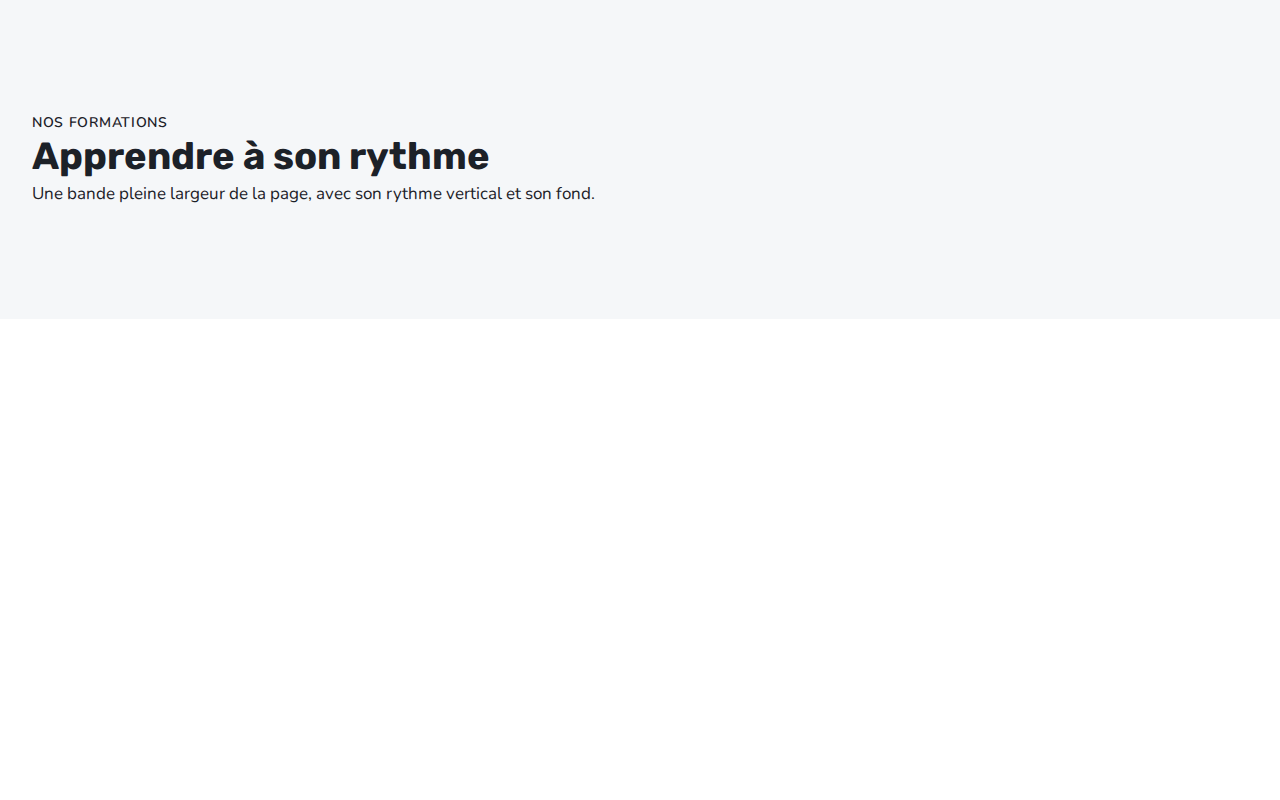 NOS FORMATIONS
Apprendre à son rythme
Une bande pleine largeur de la page, avec son rythme vertical et son fond.